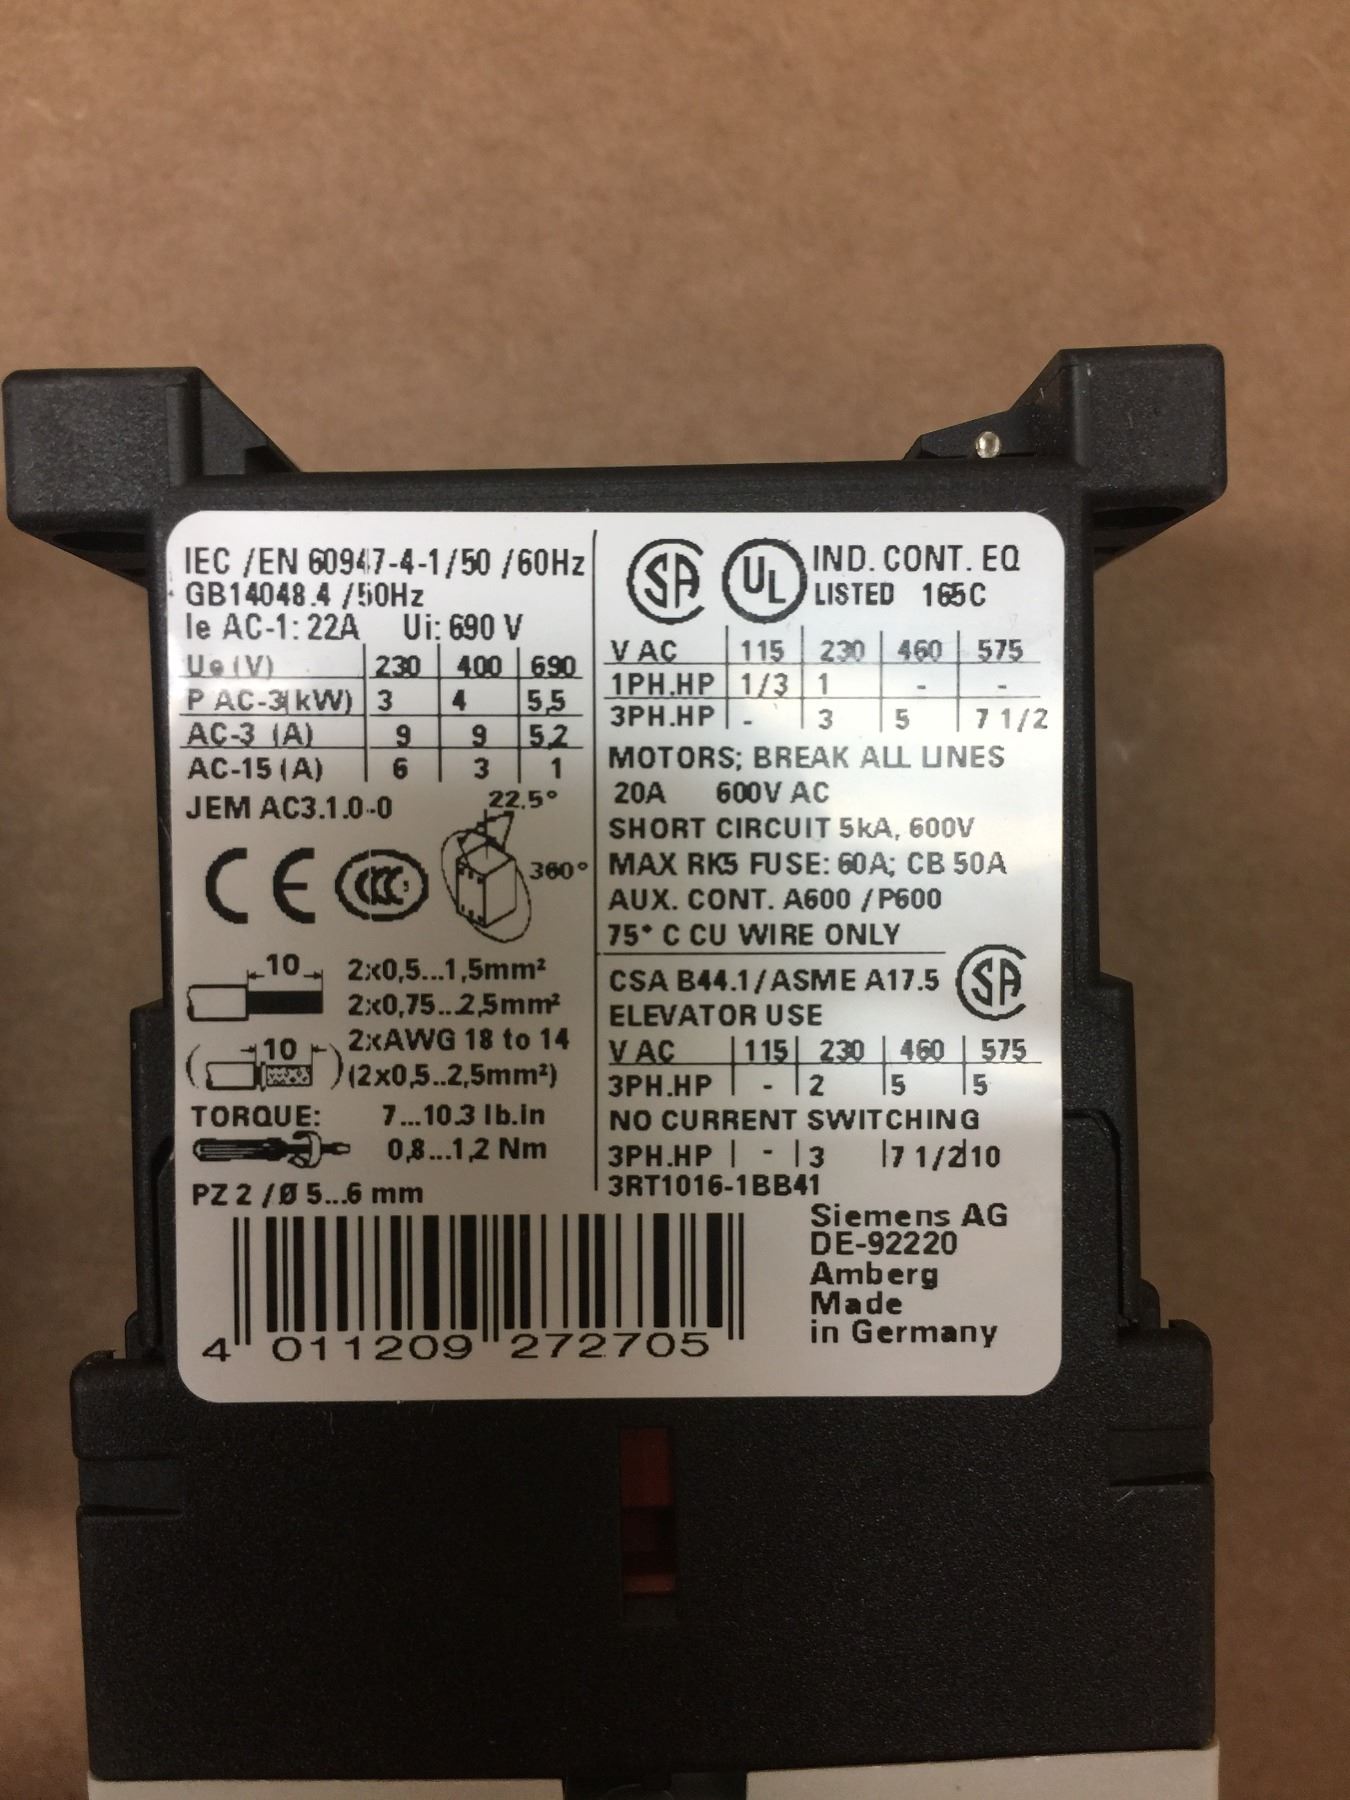 IEC /EN 60947-4-1/50 /60Hz
GB14048.4 /50Hz
Ie AC-1: 22A Ui: 690 V
Ue (V) 230 400 690
P AC-3(kW) 3 4 5,5
AC-3 (A) 9 9 5,2
AC-15 (A) 6 3 1
JEM AC3.1.0-0
22,5°
360°
CE CCC
10 2x0,5...1,5mm²
2x0,75...2,5mm²
2xAWG 18 to 14
( 10 ) (2x0,5..2,5mm²)
TORQUE: 7...10.3 lb.in
0,8...1,2 Nm
PZ 2 / Ø 5...6 mm
SA UL IND. CONT. EQ
LISTED 165C
V AC 115 230 460 575
1PH.HP 1/3 1 - -
3PH.HP - 3 5 7 1/2
MOTORS; BREAK ALL LINES
20A 600V AC
SHORT CIRCUIT 5kA, 600V
MAX RK5 FUSE: 60A; CB 50A
AUX. CONT. A600 / P600
75° C CU WIRE ONLY
CSA B44.1/ASME A17.5 SA
ELEVATOR USE
V AC 115 230 460 575
3PH.HP - 2 5 5
NO CURRENT SWITCHING
3PH.HP - 3 7 1/2 10
3RT1016-1BB41
Siemens AG
DE-92220
Amberg
Made
in Germany
4 011209 272705